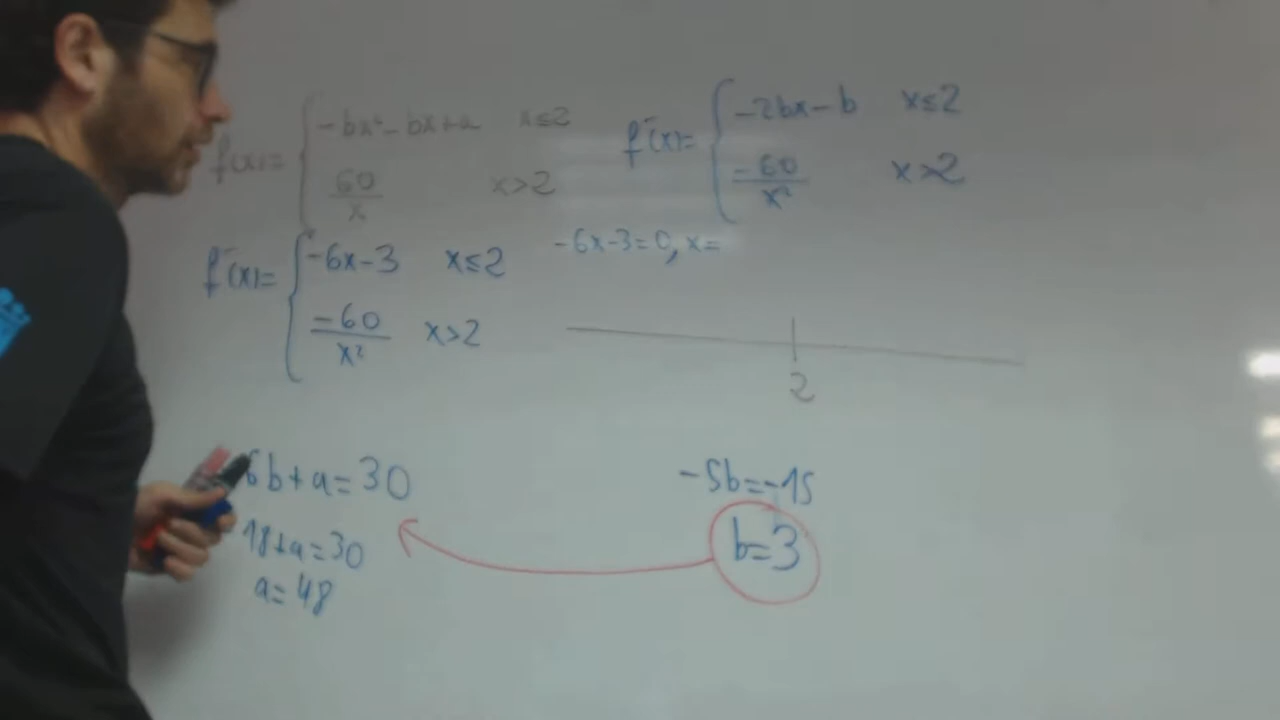 f(x)= { -bx²-bx+a   x≤2
60/x   x>2
f'(x)= { -2bx-b   x≤2
-60/x²   x>2
f'(x)= { -6x-3   x≤2
-60/x²   x>2
-6x-3=0, x=
2
6b+a=30
18+a=30
a=48
-5b=-15
b=3